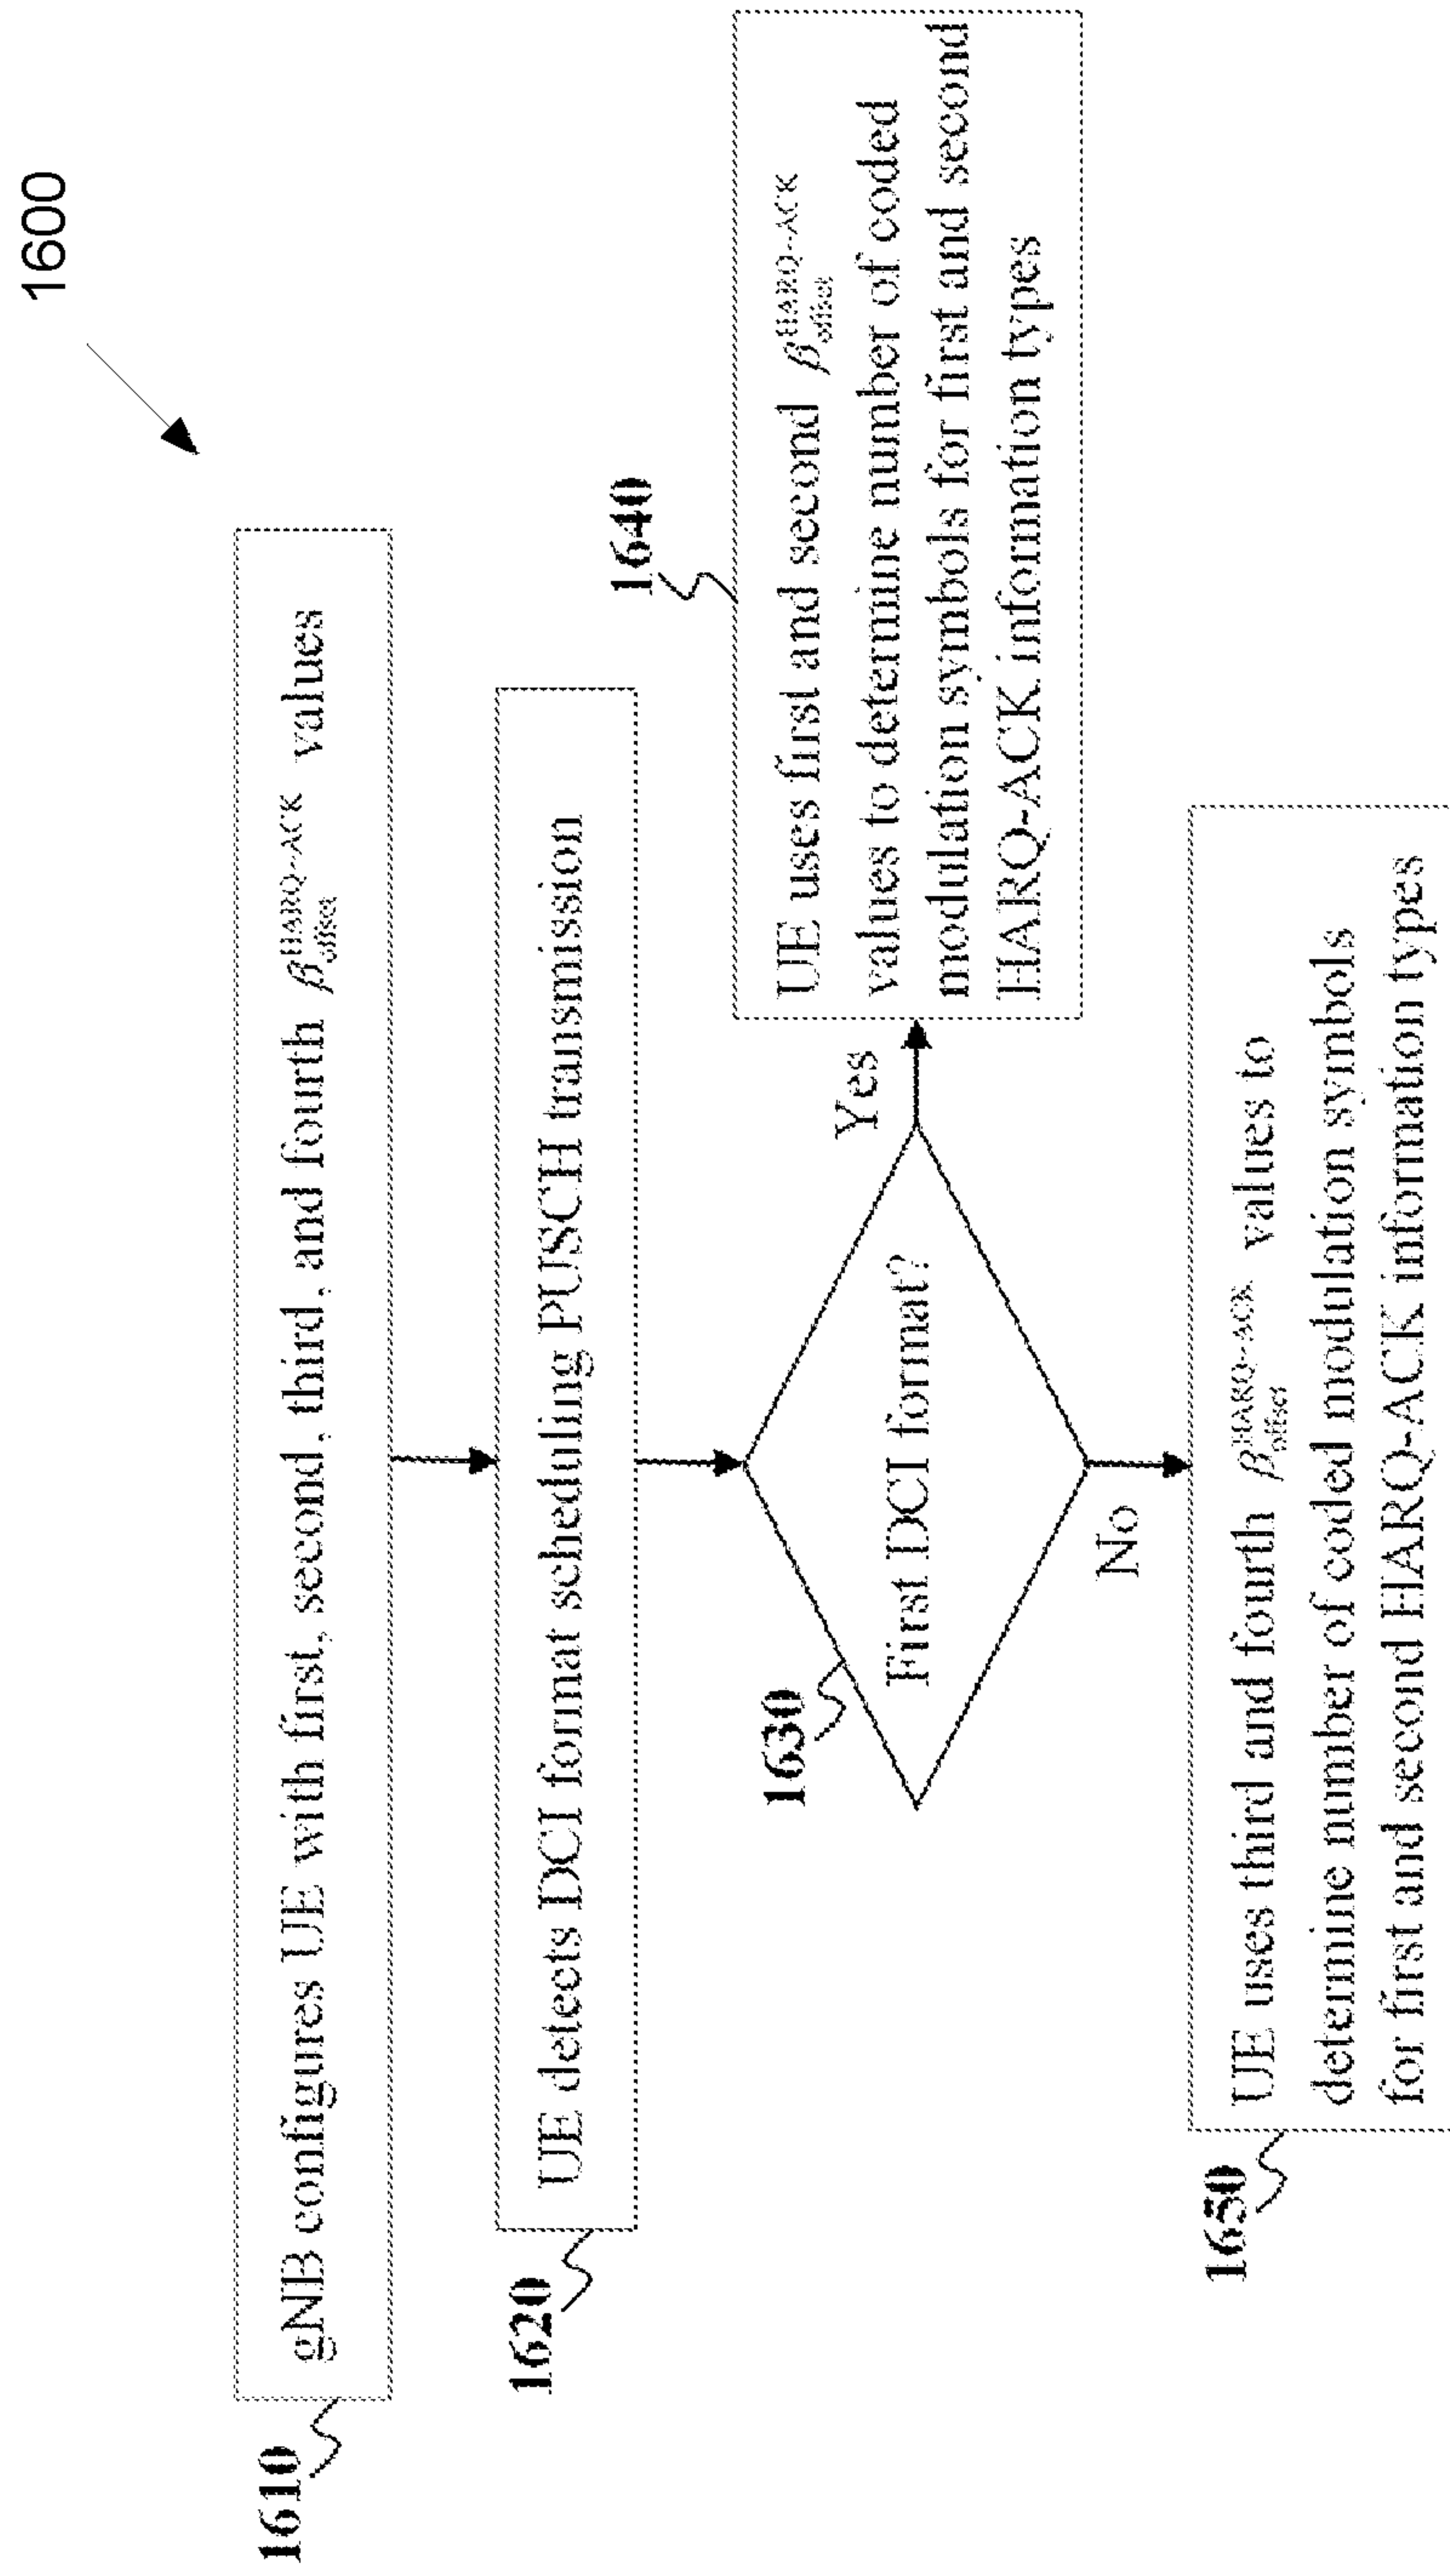 1600
1610
gNB configures UE with first, second, third, and fourth β_offset^HARQ-ACK values
1620
UE detects DCI format scheduling PUSCH transmission
1630
First DCI format?
Yes
1640
UE uses first and second β_offset^HARQ-ACK
values to determine number of coded
modulation symbols for first and second
HARQ-ACK information types
No
1650
UE uses third and fourth β_offset^HARQ-ACK values to
determine number of coded modulation symbols
for first and second HARQ-ACK information types